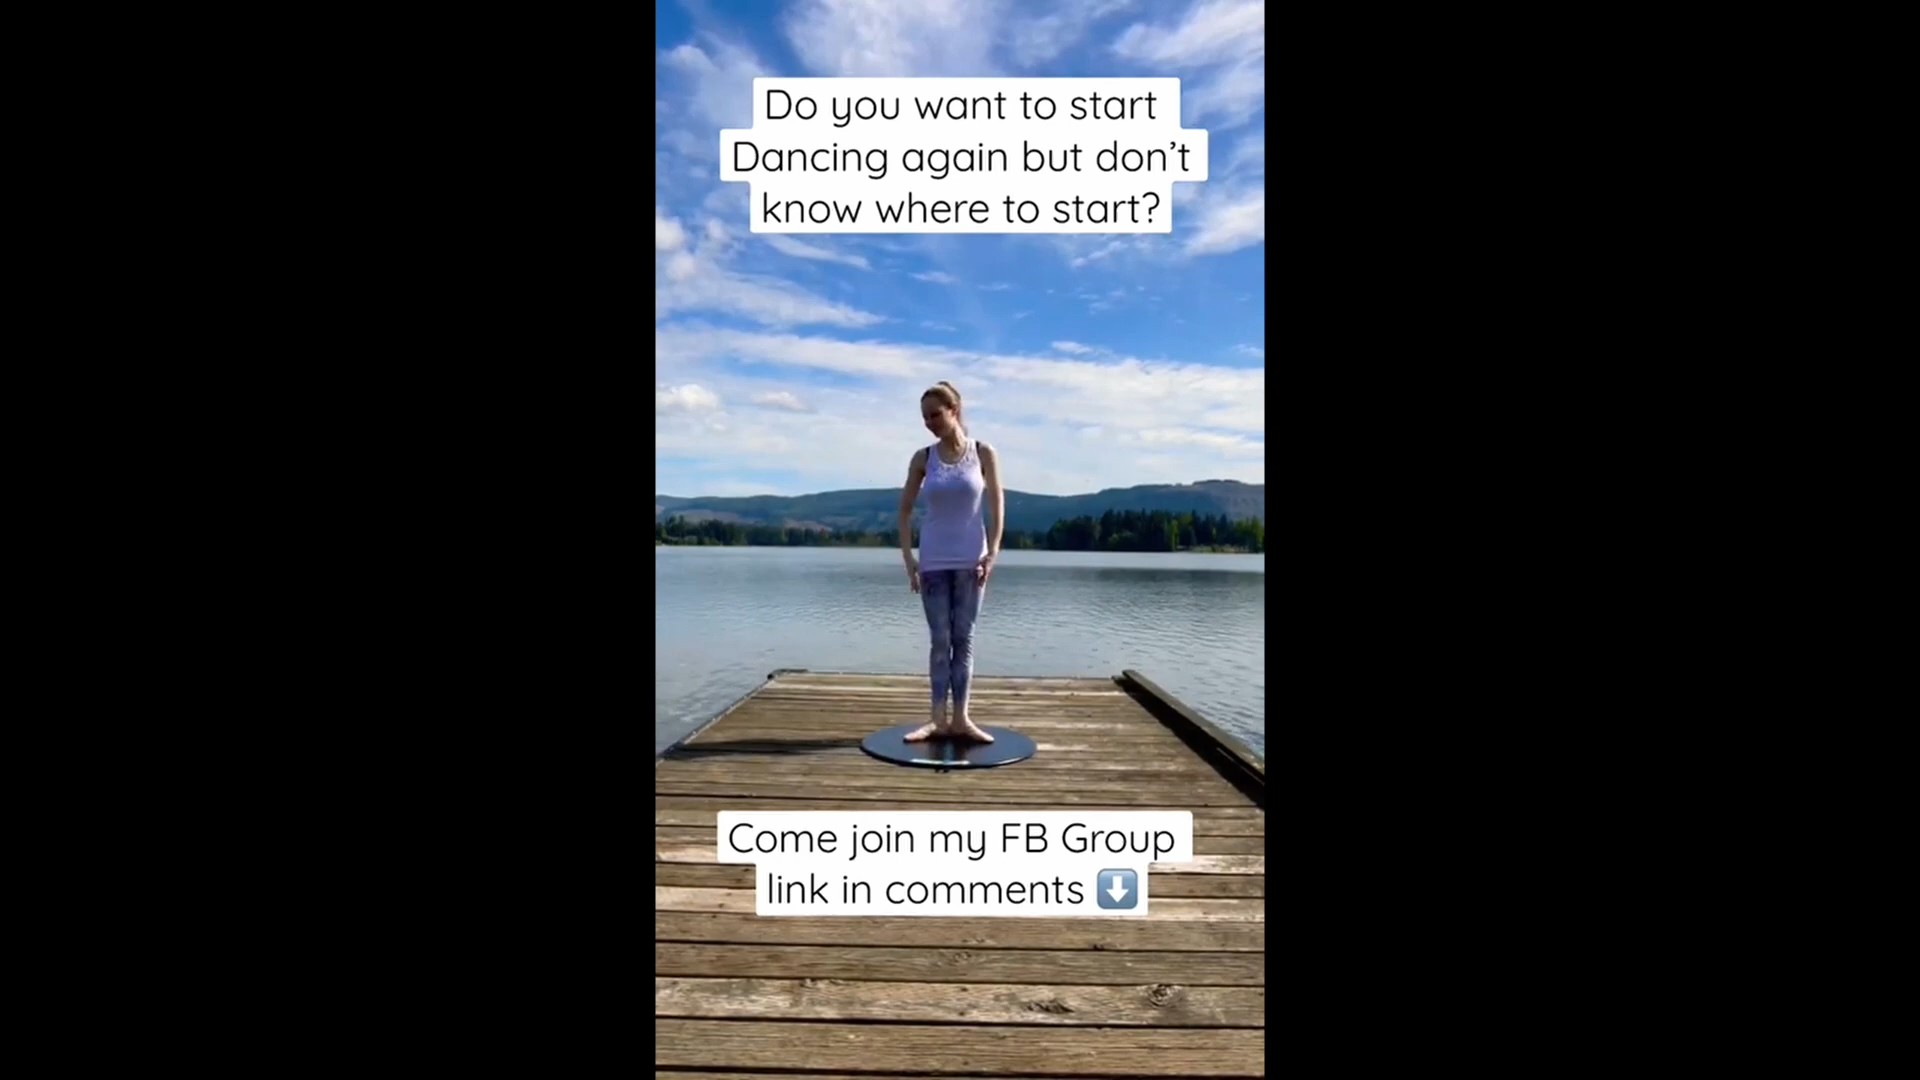 Do you want to start
Dancing again but don’t
know where to start?
Come join my FB Group
link in comments ⬇️